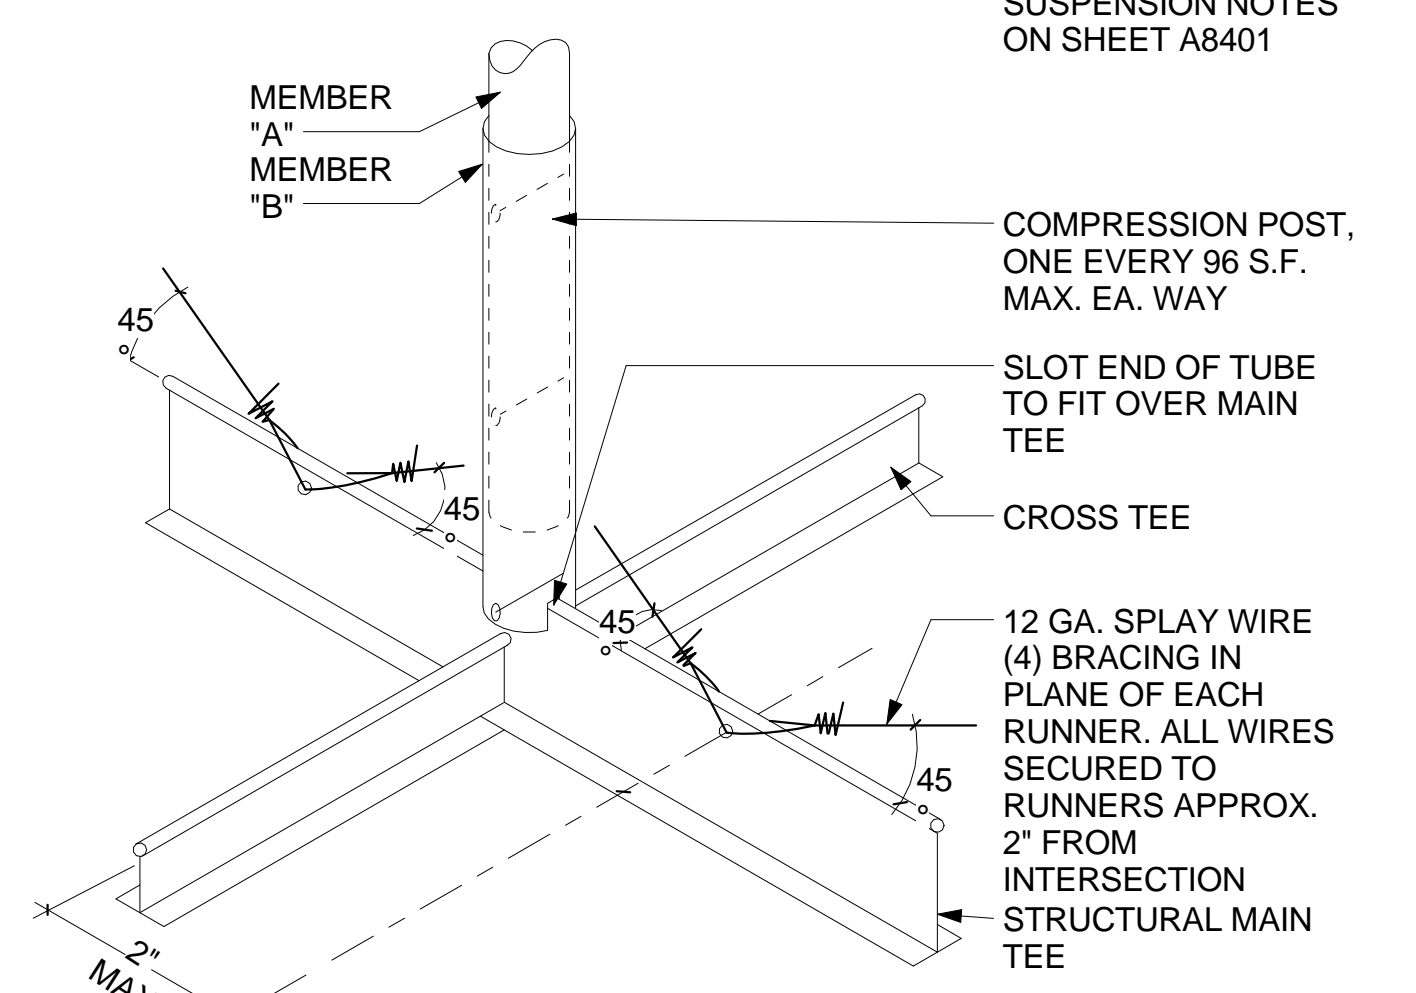 SUSPENSION NOTES
ON SHEET A8401
MEMBER
"A"
MEMBER
"B"
COMPRESSION POST,
ONE EVERY 96 S.F.
MAX. EA. WAY
45
°
SLOT END OF TUBE
TO FIT OVER MAIN
TEE
45
°
CROSS TEE
45
°
12 GA. SPLAY WIRE
(4) BRACING IN
PLANE OF EACH
RUNNER. ALL WIRES
SECURED TO
RUNNERS APPROX.
2" FROM
INTERSECTION
45
°
STRUCTURAL MAIN
TEE
2"
MAX